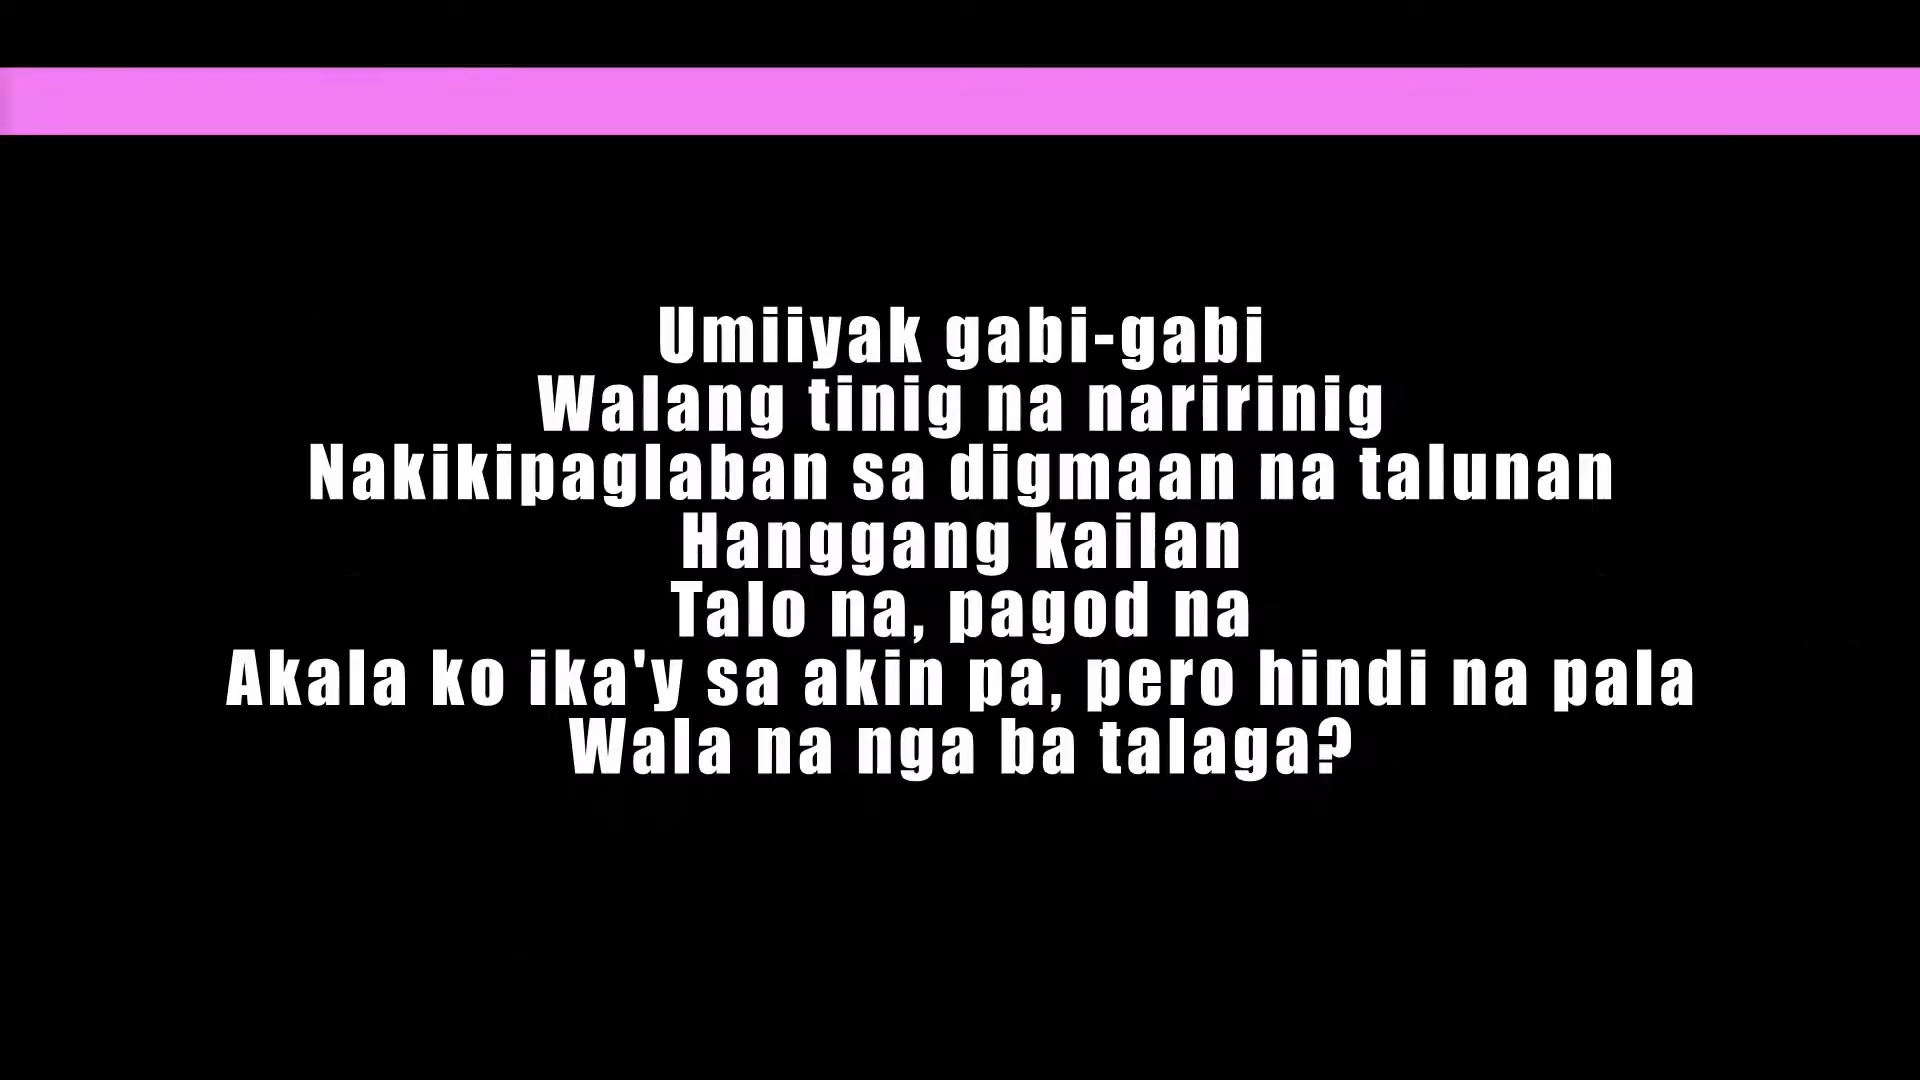 Umiiyak gabi-gabi
Walang tinig na naririnig
Nakikipaglaban sa digmaan na talunan
Hanggang kailan
Talo na, pagod na
Akala ko ika'y sa akin pa, pero hindi na pala
Wala na nga ba talaga?